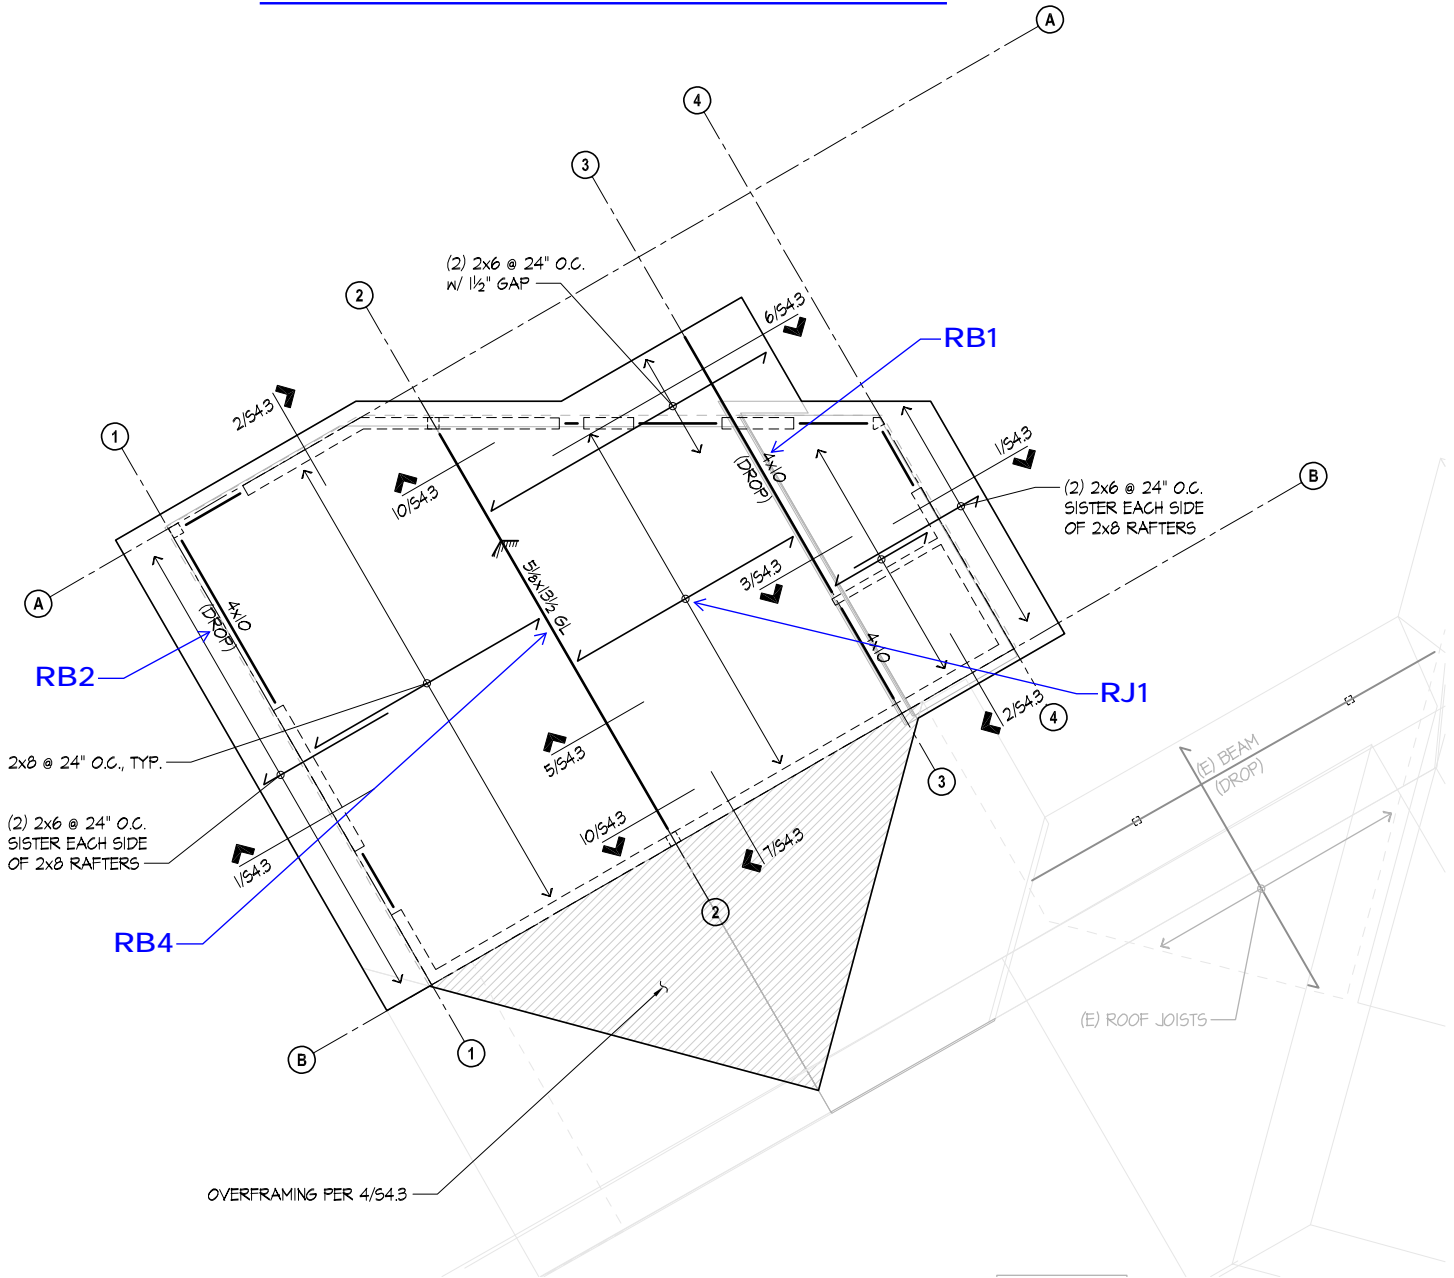 A
4
3
(2) 2x6 @ 24" O.C.
W/ 1½" GAP
2
6/S4.3
RB1
2/S4.3
1
1/S4.3
4x10
(DROP)
10/S4.3
B
(2) 2x6 @ 24" O.C.
SISTER EACH SIDE
OF 2x8 RAFTERS
3/S4.3
5⅛x13½ GL
A
4x10
(DROP)
RB2
4x10
RJ1
2/S4.3
4
2x8 @ 24" O.C., TYP.
5/S4.3
(E) BEAM
(DROP)
3
(2) 2x6 @ 24" O.C.
SISTER EACH SIDE
OF 2x8 RAFTERS
10/S4.3
7/S4.3
1/S4.3
2
RB4
(E) ROOF JOISTS
B
1
OVERFRAMING PER 4/S4.3